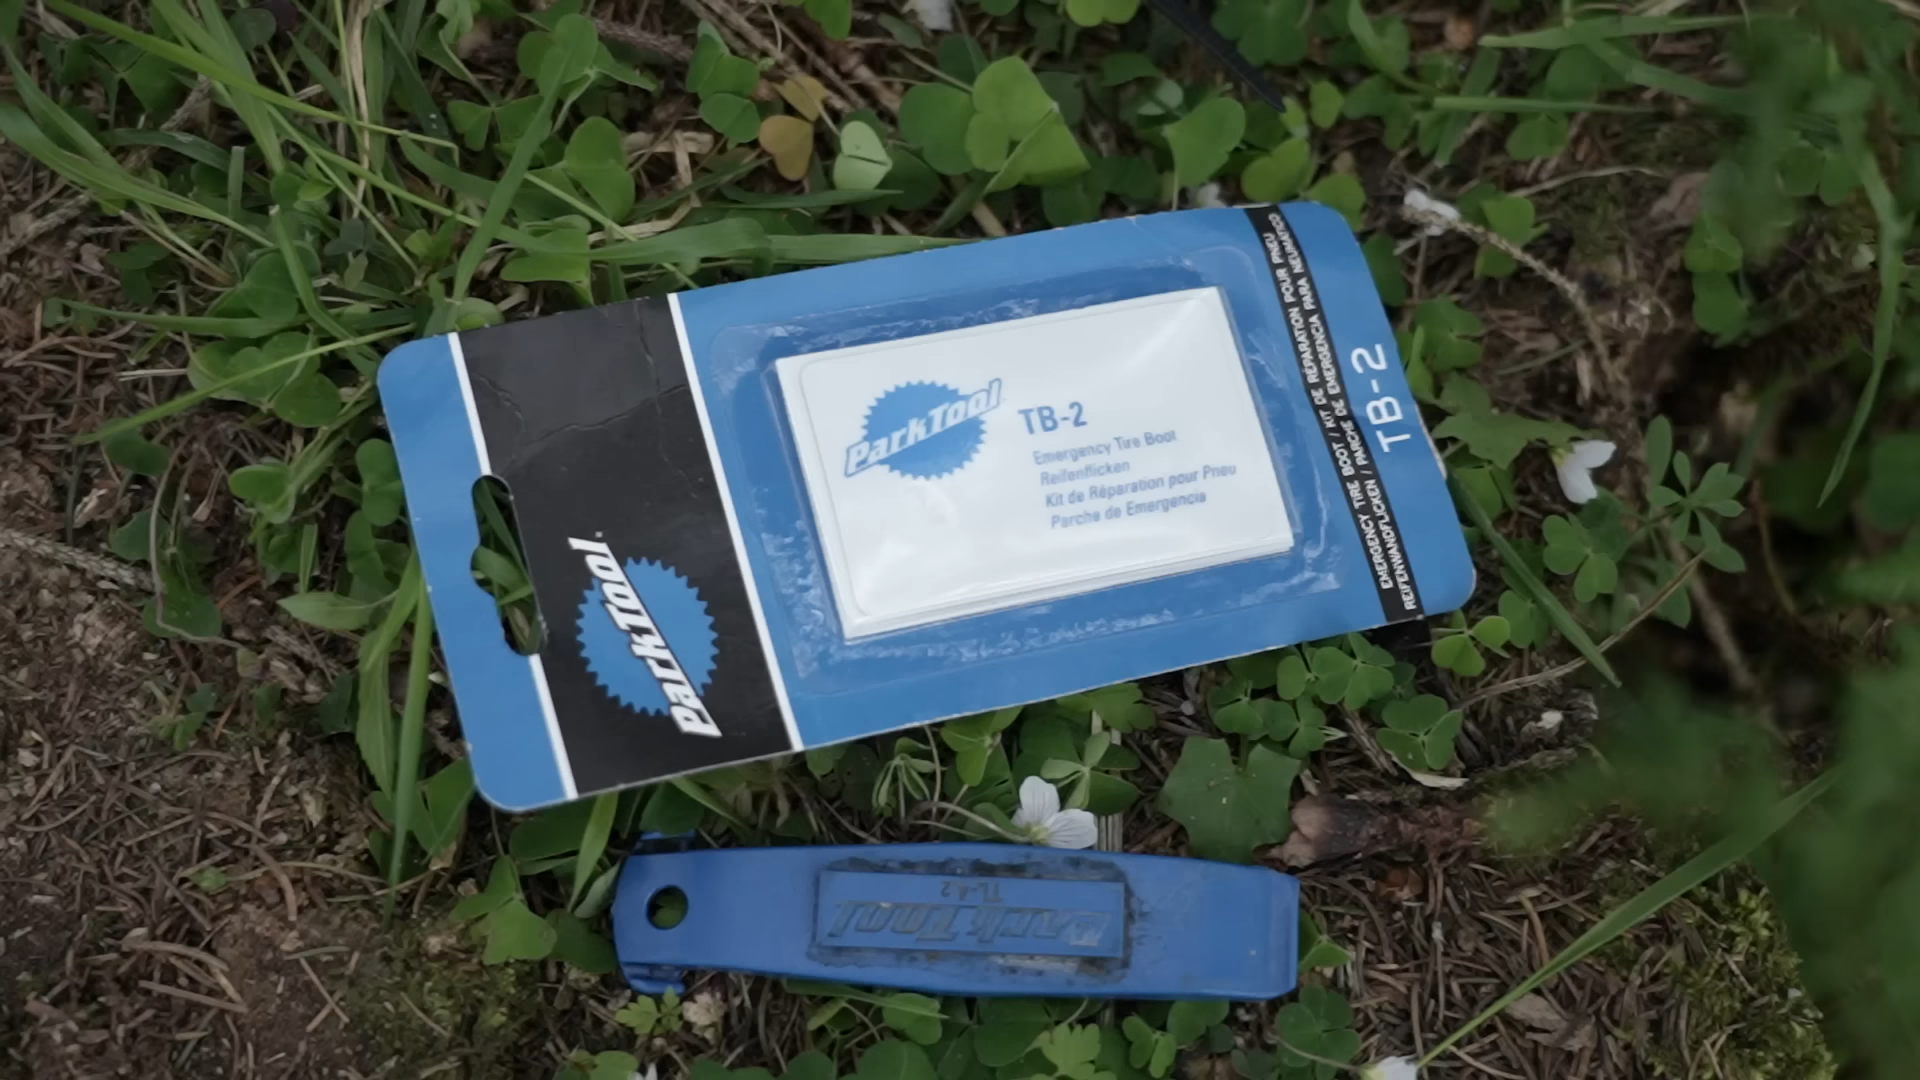 ParkTool
ParkTool
TB-2
Emergency Tire Boot
Reifenflicken
Kit de Réparation pour Pneu
Parche de Emergencia
EMERGENCY TIRE BOOT / KIT DE RÉPARATION POUR PNEU
REIFENWANDFLICKEN / PARCHE DE EMERGENCIA PARA NEUMÁTICO
TB-2
ParkTool
TL-4.2